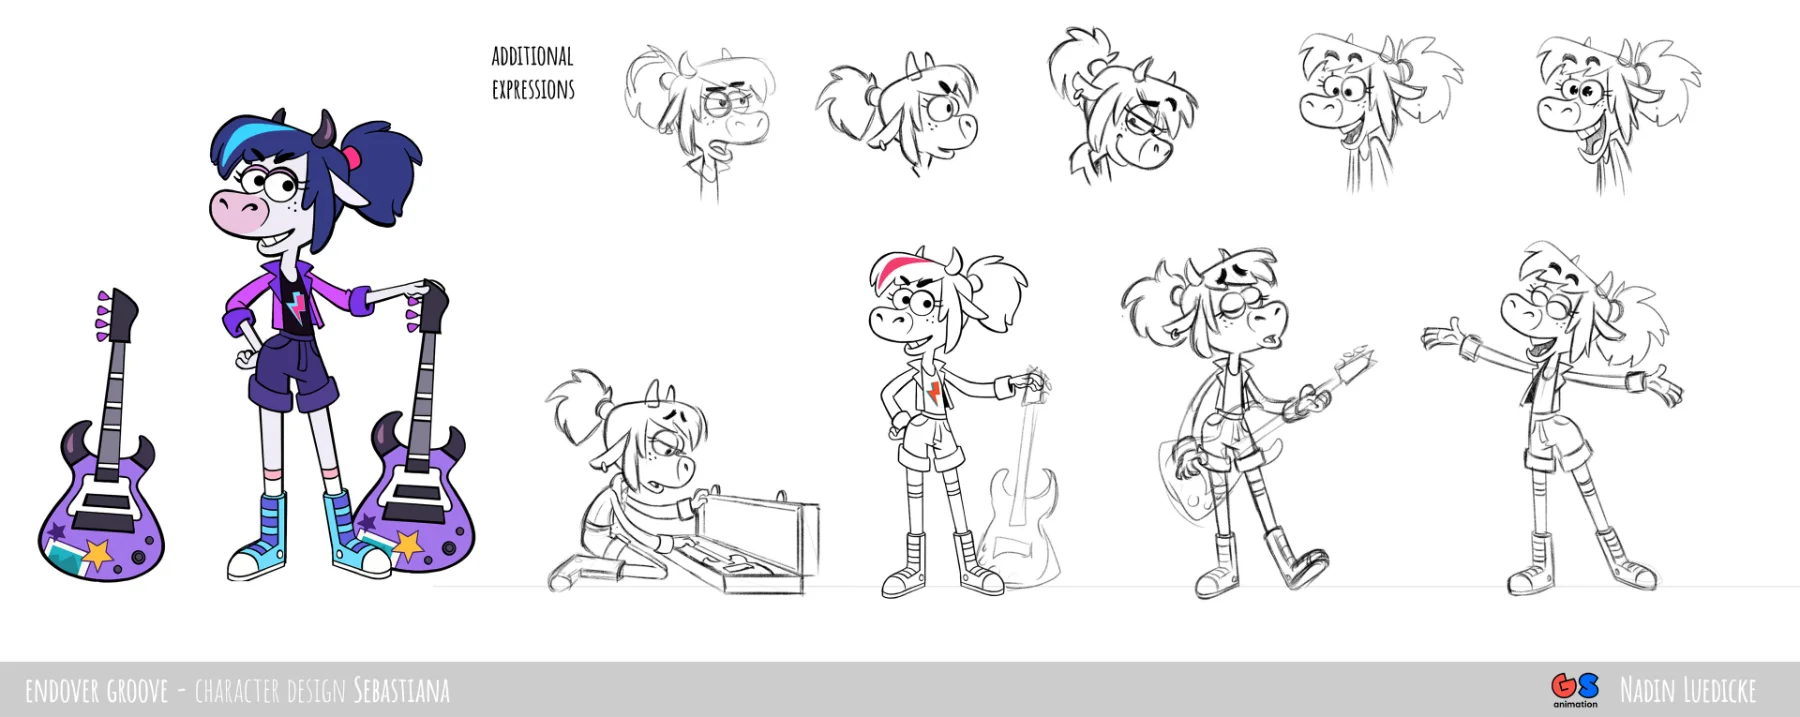 ADDITIONAL
EXPRESSIONS
ENDOVER GROOVE - CHARACTER DESIGN SEBASTIANA
GS
animation
NADIN LUEDICKE